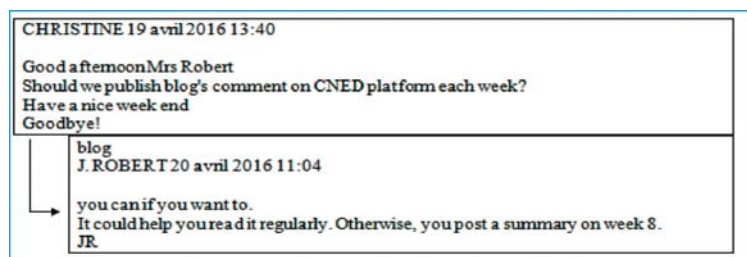 CHRISTINE 19 avril 2016 13:40
Good afternoon Mrs Robert
Should we publish blog's comment on CNED platform each week?
Have a nice week end
Goodbye!
blog
J. ROBERT 20 avril 2016 11:04
you can if you want to.
It could help you read it regularly. Otherwise, you post a summary on week 8.
JR